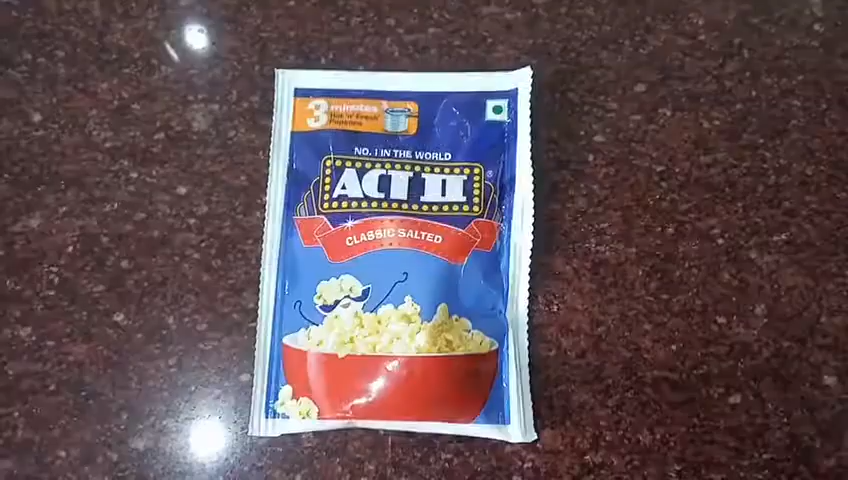 3 minutes
Hot 'n' Fresh
Popcorn
NO. 1 IN THE WORLD
ACT II
®
CLASSIC SALTED